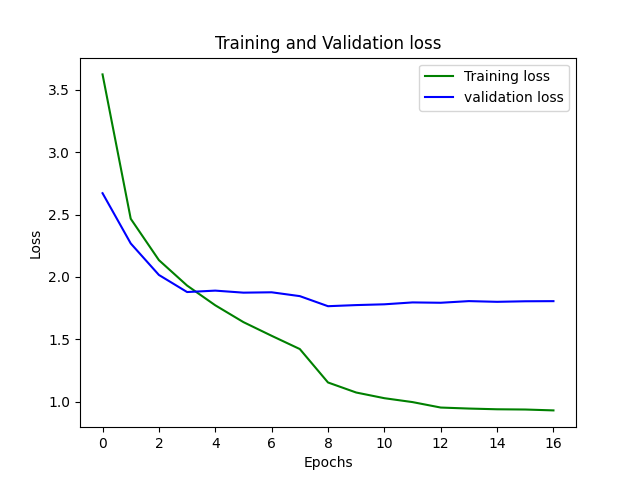 Training and Validation loss
Training loss
validation loss
3.5
3.0
2.5
2.0
1.5
1.0
Loss
0 2 4 6 8 10 12 14 16
Epochs